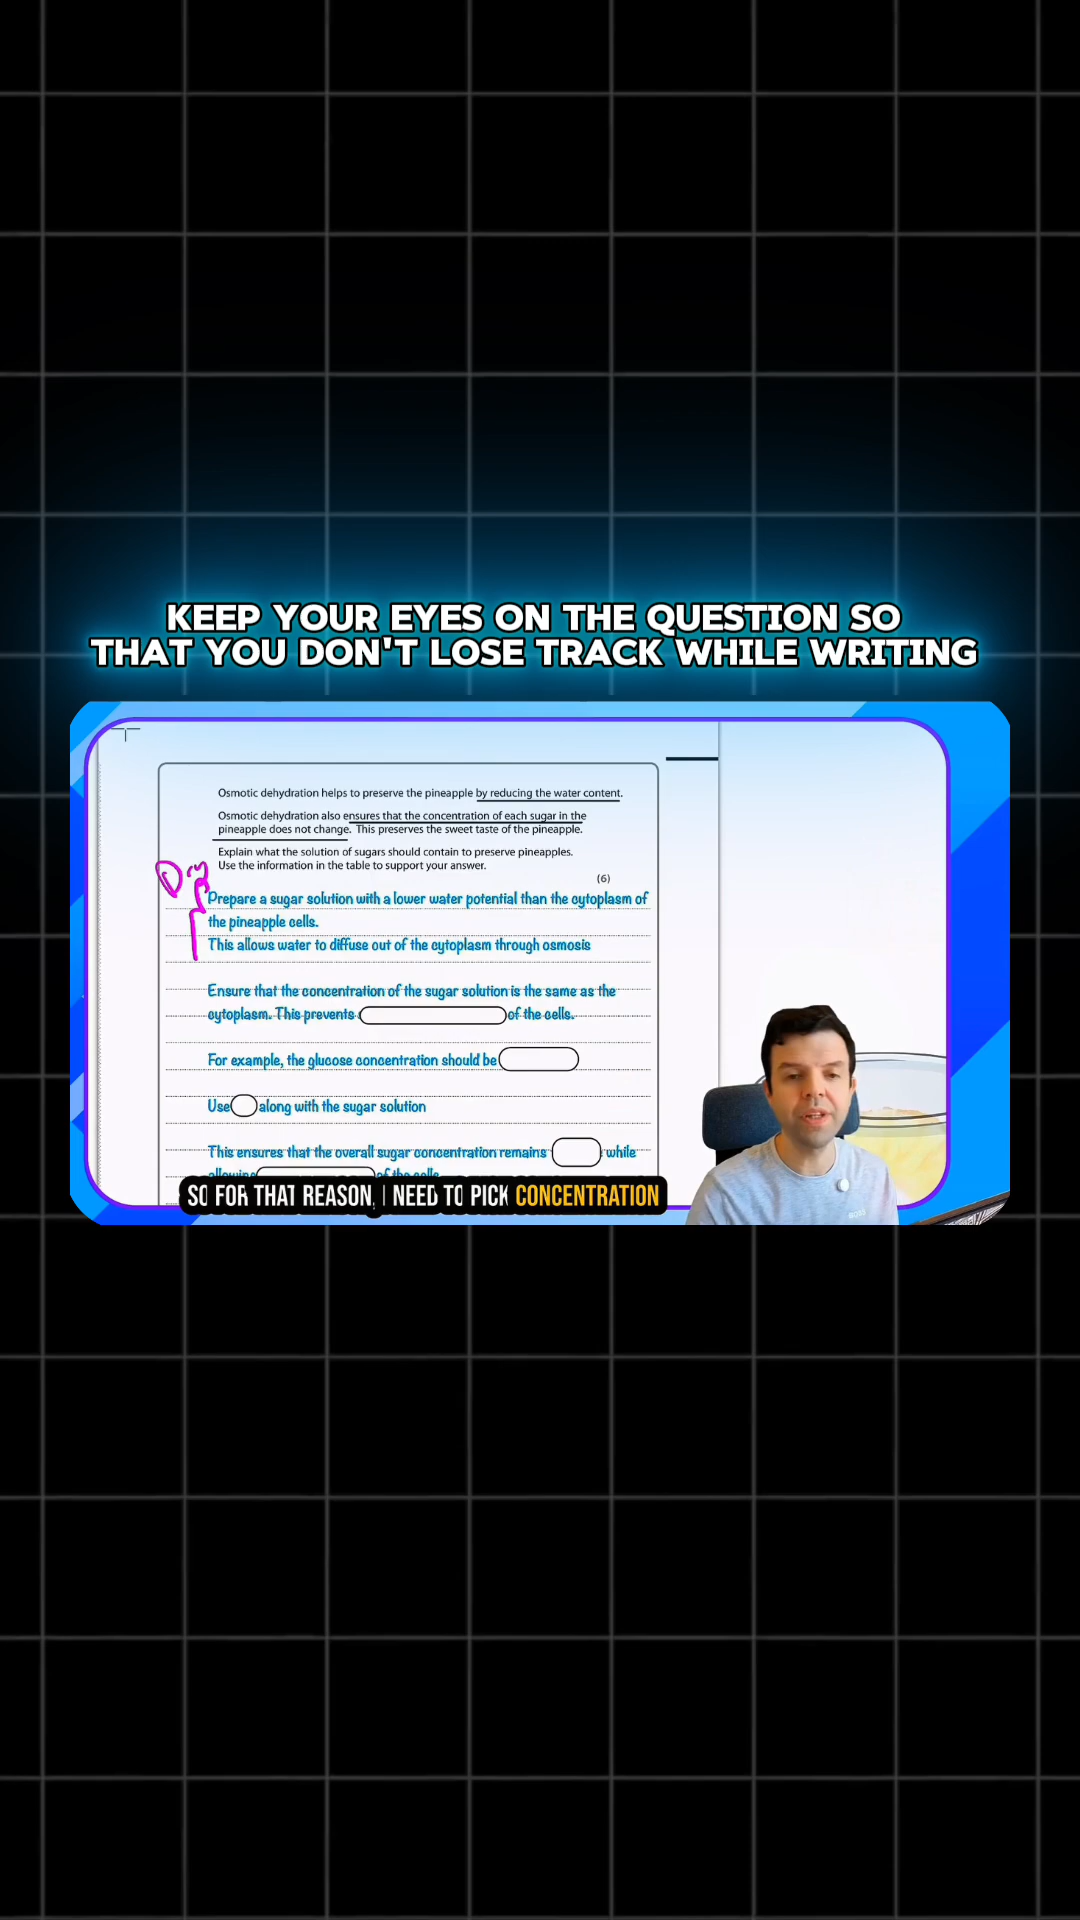 KEEP YOUR EYES ON THE QUESTION SO
THAT YOU DON'T LOSE TRACK WHILE WRITING
Osmotic dehydration helps to preserve the pineapple by reducing the water content.
Osmotic dehydration also ensures that the concentration of each sugar in the
pineapple does not change. This preserves the sweet taste of the pineapple.
Explain what the solution of sugars should contain to preserve pineapples.
Use the information in the table to support your answer.
(6)
Prepare a sugar solution with a lower water potential than the cytoplasm of
the pineapple cells.
This allows water to diffuse out of the cytoplasm through osmosis
Ensure that the concentration of the sugar solution is the same as the
cytoplasm. This prevents of the cells.
For example, the glucose concentration should be
Use along with the sugar solution
This ensures that the overall sugar concentration remains while
allowing of the cells
SO FOR THAT REASON, I NEED TO PICK CONCENTRATION